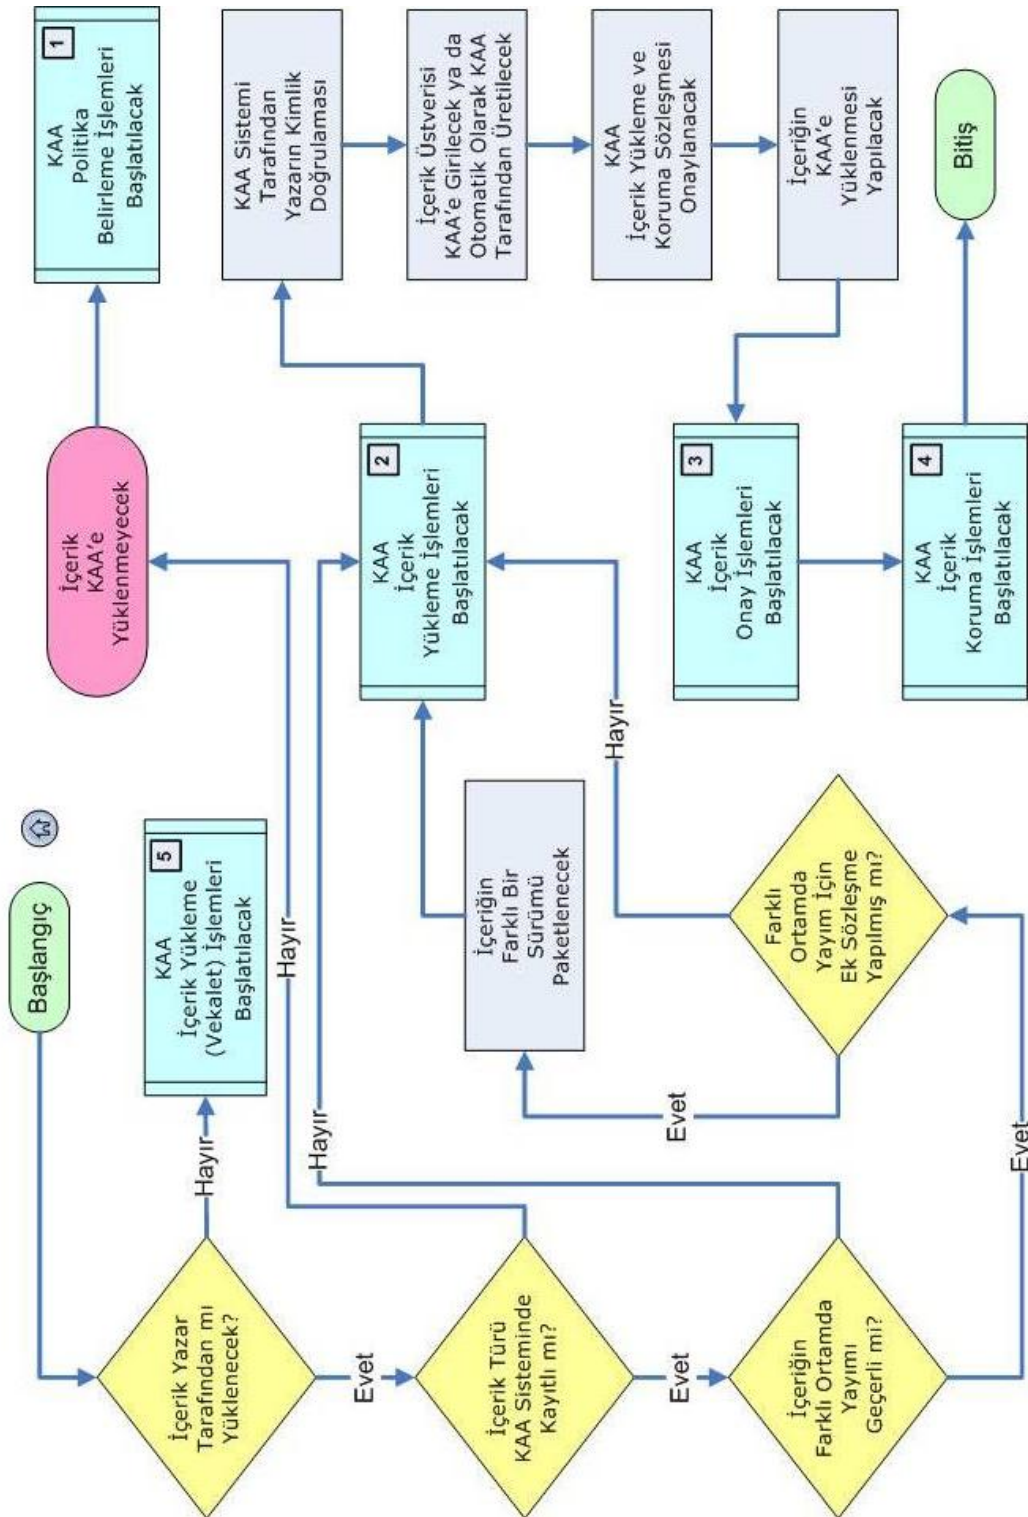 Başlangıç
İçerik Yazar
Tarafından mı
Yüklenecek?
Hayır
5
KAA
İçerik Yükleme
(Vekalet) İşlemleri
Başlatılacak
Evet
İçerik Türü
KAA Sisteminde
Kayıtlı mı?
Hayır
İçerik
KAA'e
Yüklenmeyecek
1
KAA
Politika
Belirleme İşlemleri
Başlatılacak
Evet
İçeriğin
Farklı Ortamda
Yayımı
Geçerli mi?
Hayır
Evet
Farklı
Ortamda
Yayım İçin
Ek Sözleşme
Yapılmış mı?
Evet
İçeriğin
Farklı Bir
Sürümü
Paketlenecek
Hayır
2
KAA
İçerik
Yükleme İşlemleri
Başlatılacak
KAA Sistemi
Tarafından
Yazarın Kimlik
Doğrulaması
İçerik Üstverisi
KAA'e Girilecek ya da
Otomatik Olarak KAA
Tarafından Üretilecek
KAA
İçerik Yükleme ve
Koruma Sözleşmesi
Onaylanacak
İçeriğin
KAA'e
Yüklenmesi
Yapılacak
3
KAA
İçerik
Onay İşlemleri
Başlatılacak
4
KAA
İçerik
Koruma İşlemleri
Başlatılacak
Bitiş